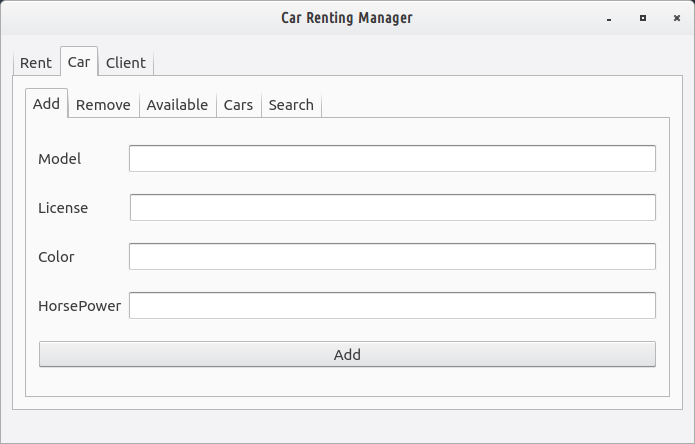 Car Renting Manager
Rent Car Client
Add Remove Available Cars Search
Model
License
Color
HorsePower
Add